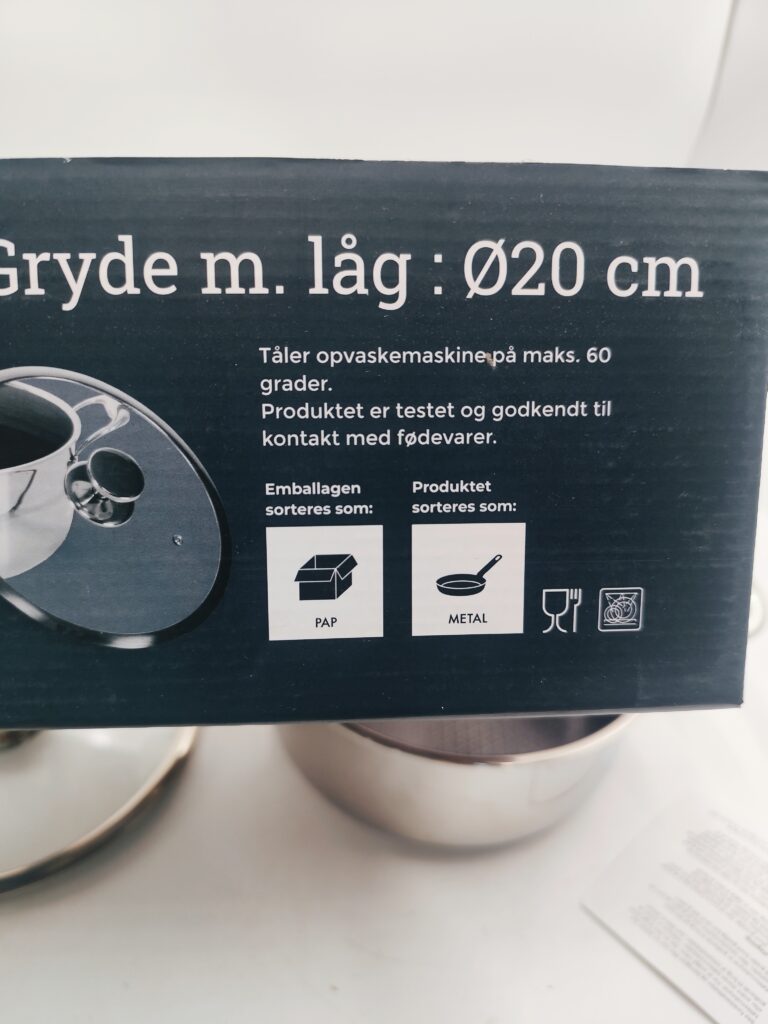 Gryde m. låg : Ø20 cm
Tåler opvaskemaskine på maks. 60
grader.
Produktet er testet og godkendt til
kontakt med fødevarer.
Emballagen
sorteres som:
Produktet
sorteres som:
PAP
METAL